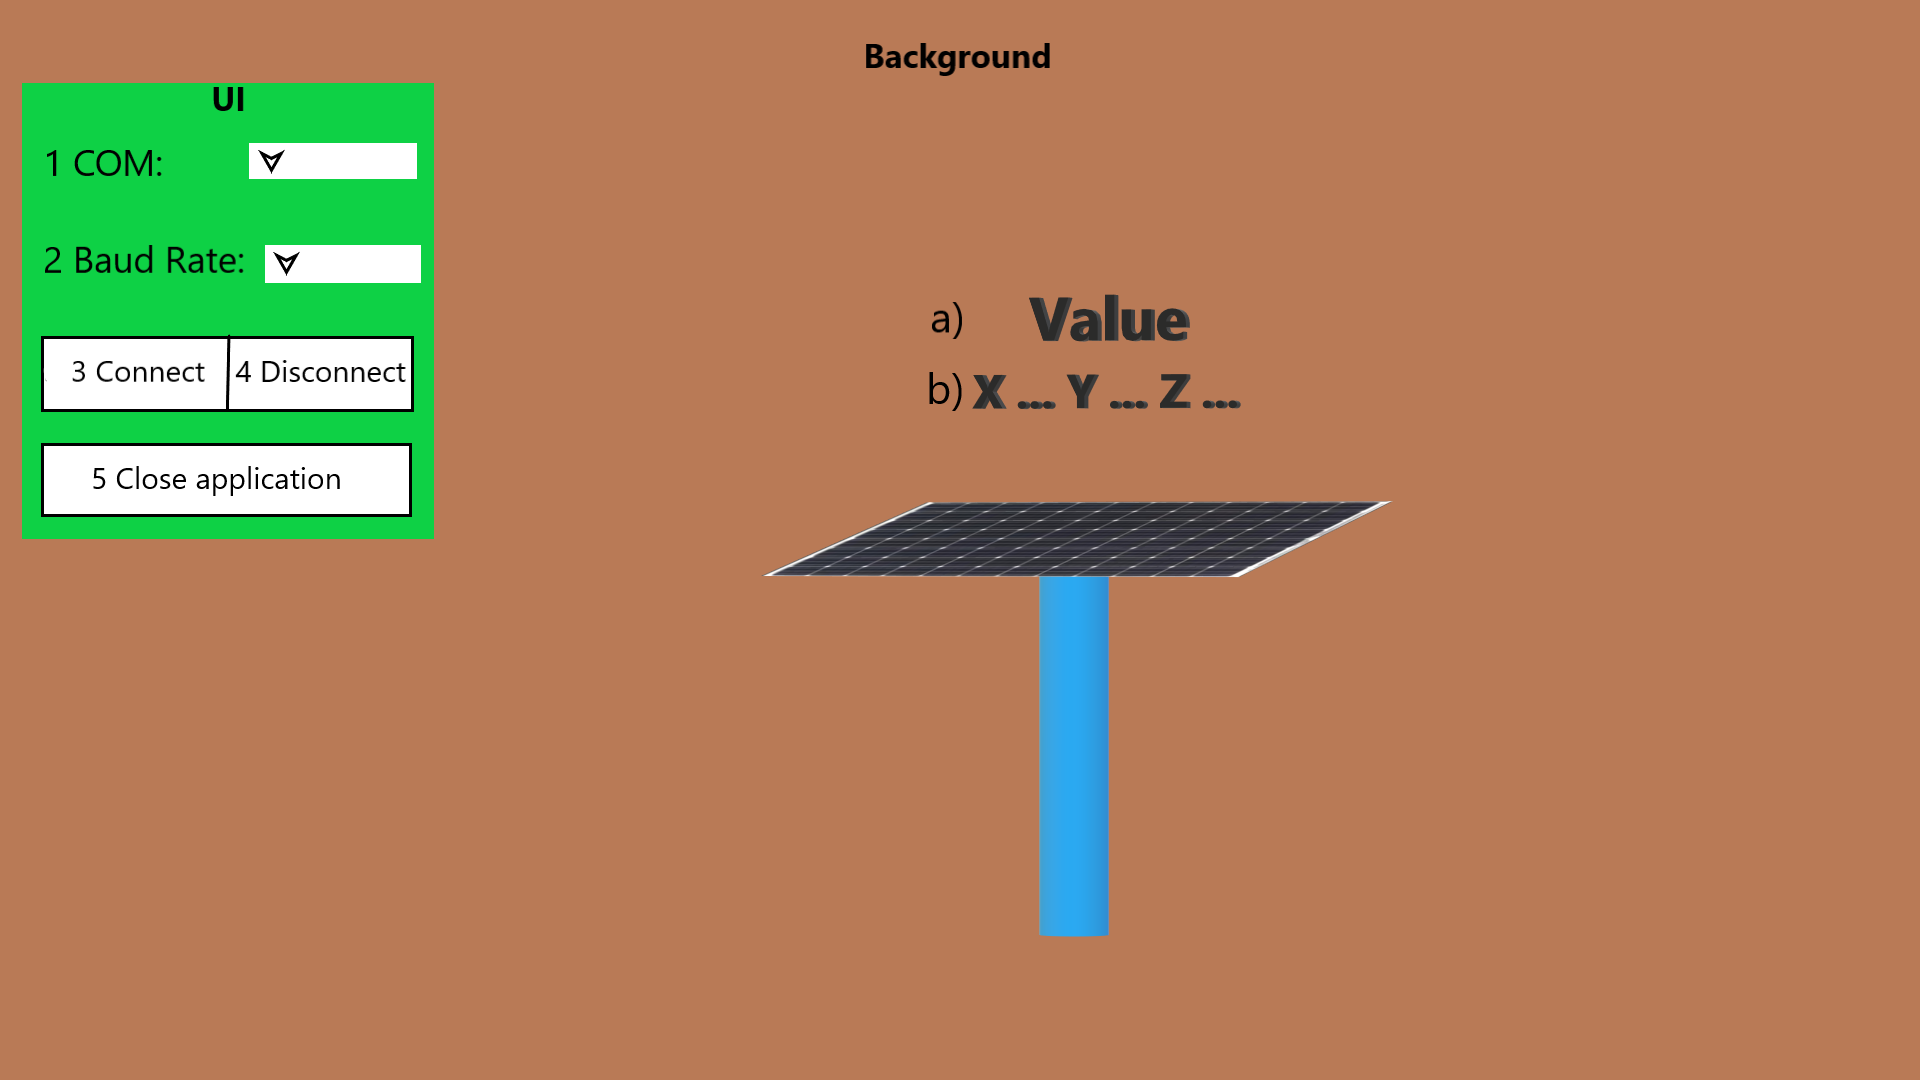 Background
UI
1 COM:
2 Baud Rate:
3 Connect
4 Disconnect
5 Close application
a) Value
b) X ... Y ... Z ...